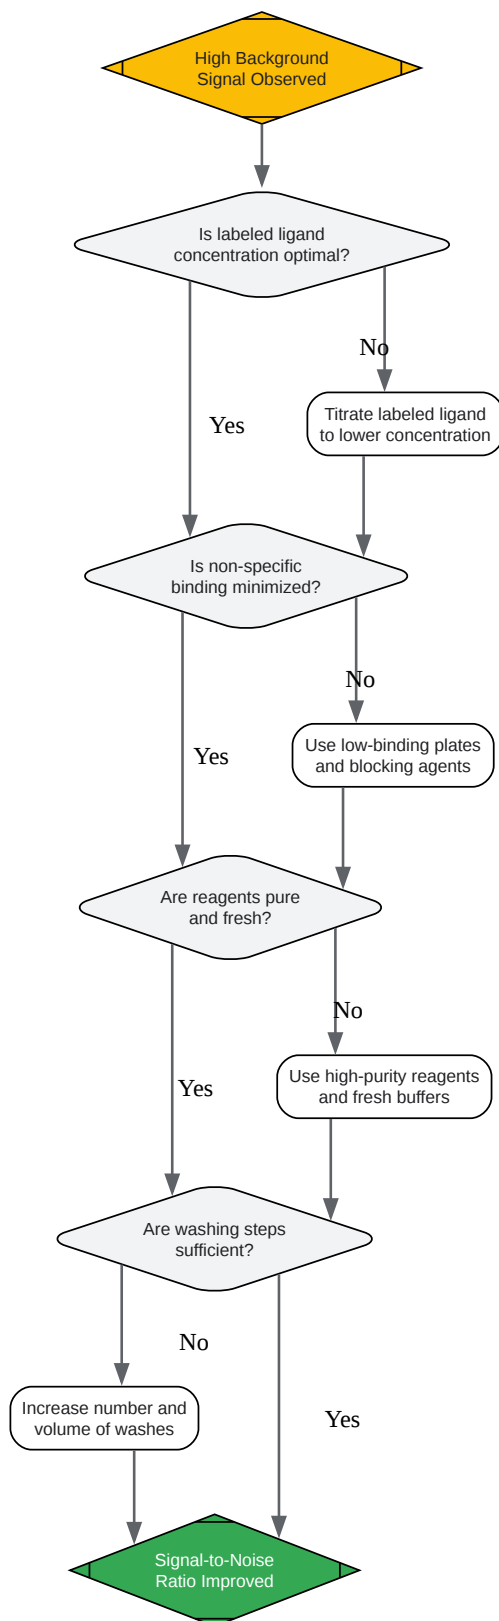 High Background
Signal Observed
Is labeled ligand
concentration optimal?
No
Titrate labeled ligand
to lower concentration
Yes
Is non-specific
binding minimized?
No
Use low-binding plates
and blocking agents
Yes
Are reagents pure
and fresh?
No
Use high-purity reagents
and fresh buffers
Yes
Are washing steps
sufficient?
No
Increase number and
volume of washes
Yes
Signal-to-Noise
Ratio Improved